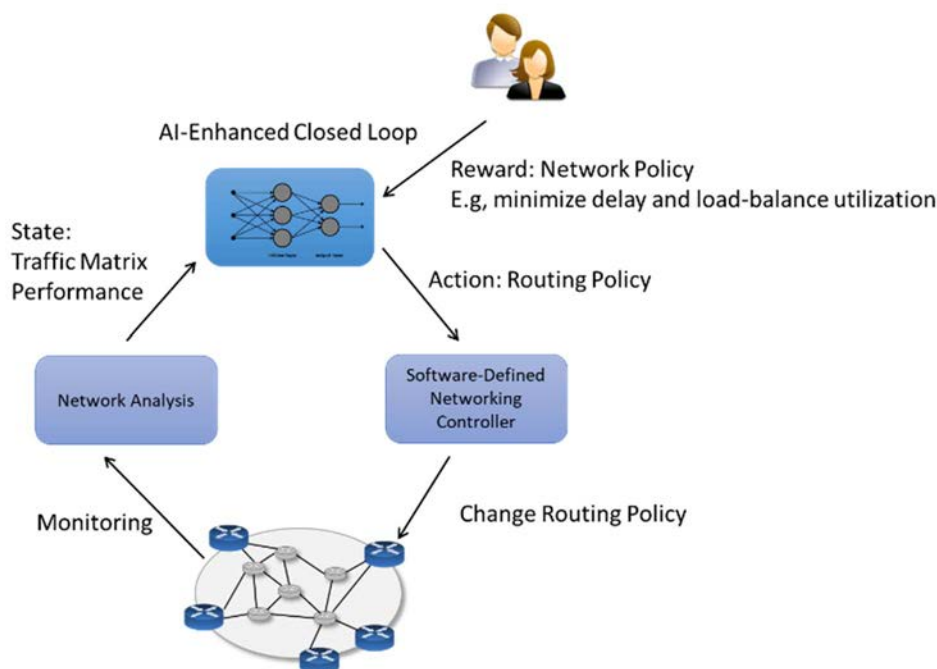 AI-Enhanced Closed Loop
Reward: Network Policy
E.g, minimize delay and load-balance utilization
State:
Traffic Matrix
Performance
Action: Routing Policy
Network Analysis
Software-Defined
Networking
Controller
Monitoring
Change Routing Policy